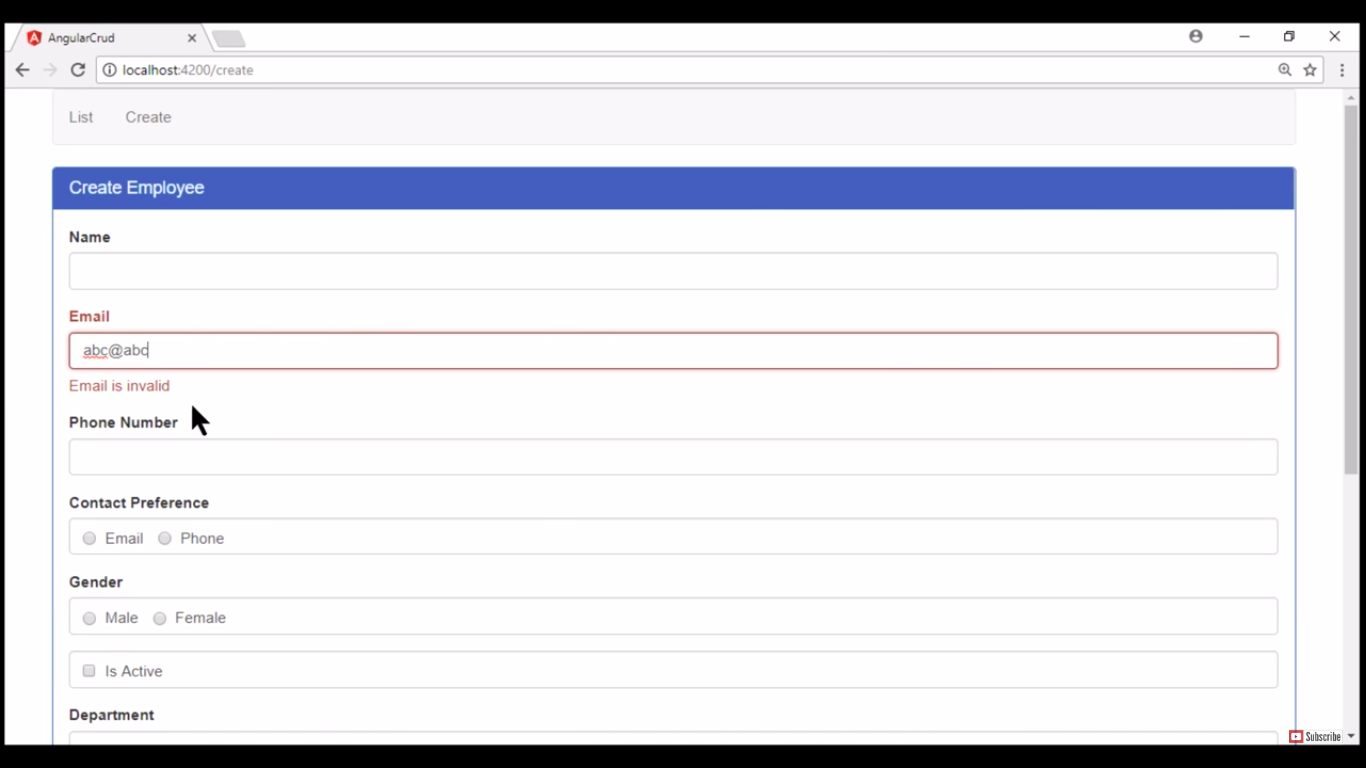 AngularCrud
localhost:4200/create
List Create
Create Employee
Name
Email
abc@abc
Email is invalid
Phone Number
Contact Preference
Email Phone
Gender
Male Female
Is Active
Department
Subscribe